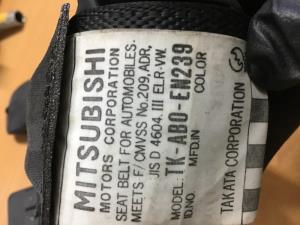 MITSUBISHI
MOTORS CORPORATION
SEAT BELT FOR AUTOMOBILES.
MEETS F/CMVSS No.209,ADR,
JIS D 4604. III ELR-VW.
MODEL: TK-AB0-EN239
ID.NO. MFD.IN COLOR
TAKATA CORPORATION